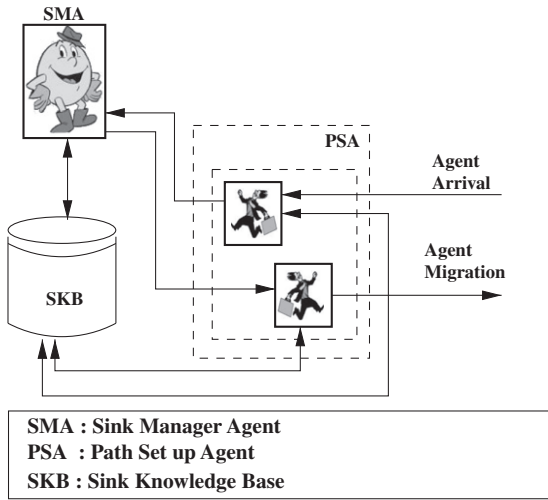 SMA
PSA
Agent
Arrival
Agent
Migration
SKB
SMA : Sink Manager Agent
PSA : Path Set up Agent
SKB : Sink Knowledge Base